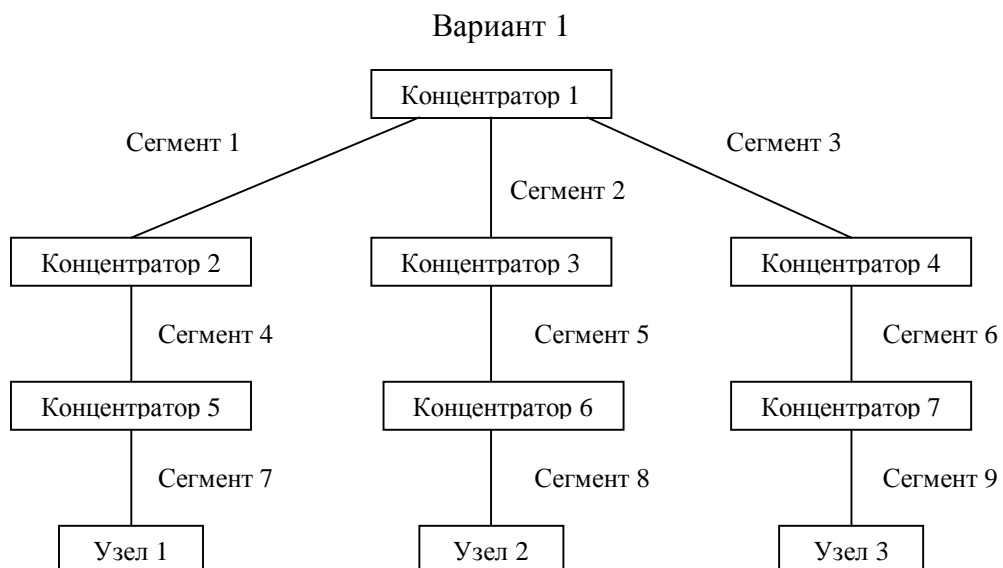 Вариант 1
Концентратор 1
Сегмент 1
Сегмент 3
Сегмент 2
Концентратор 2
Концентратор 3
Концентратор 4
Сегмент 4
Сегмент 5
Сегмент 6
Концентратор 5
Концентратор 6
Концентратор 7
Сегмент 7
Сегмент 8
Сегмент 9
Узел 1
Узел 2
Узел 3